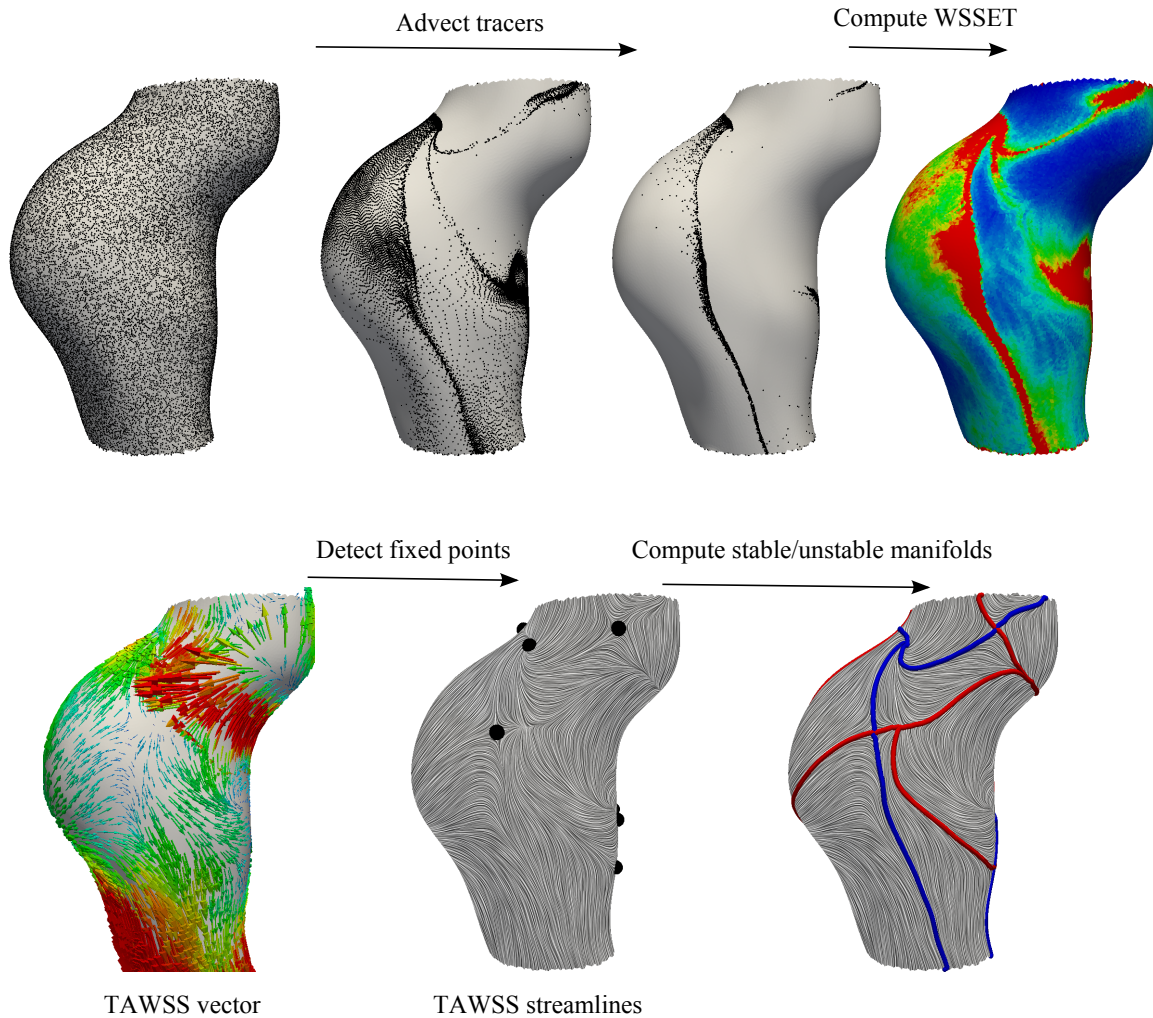 Advect tracers
Compute WSSET
Detect fixed points
Compute stable/unstable manifolds
TAWSS vector
TAWSS streamlines